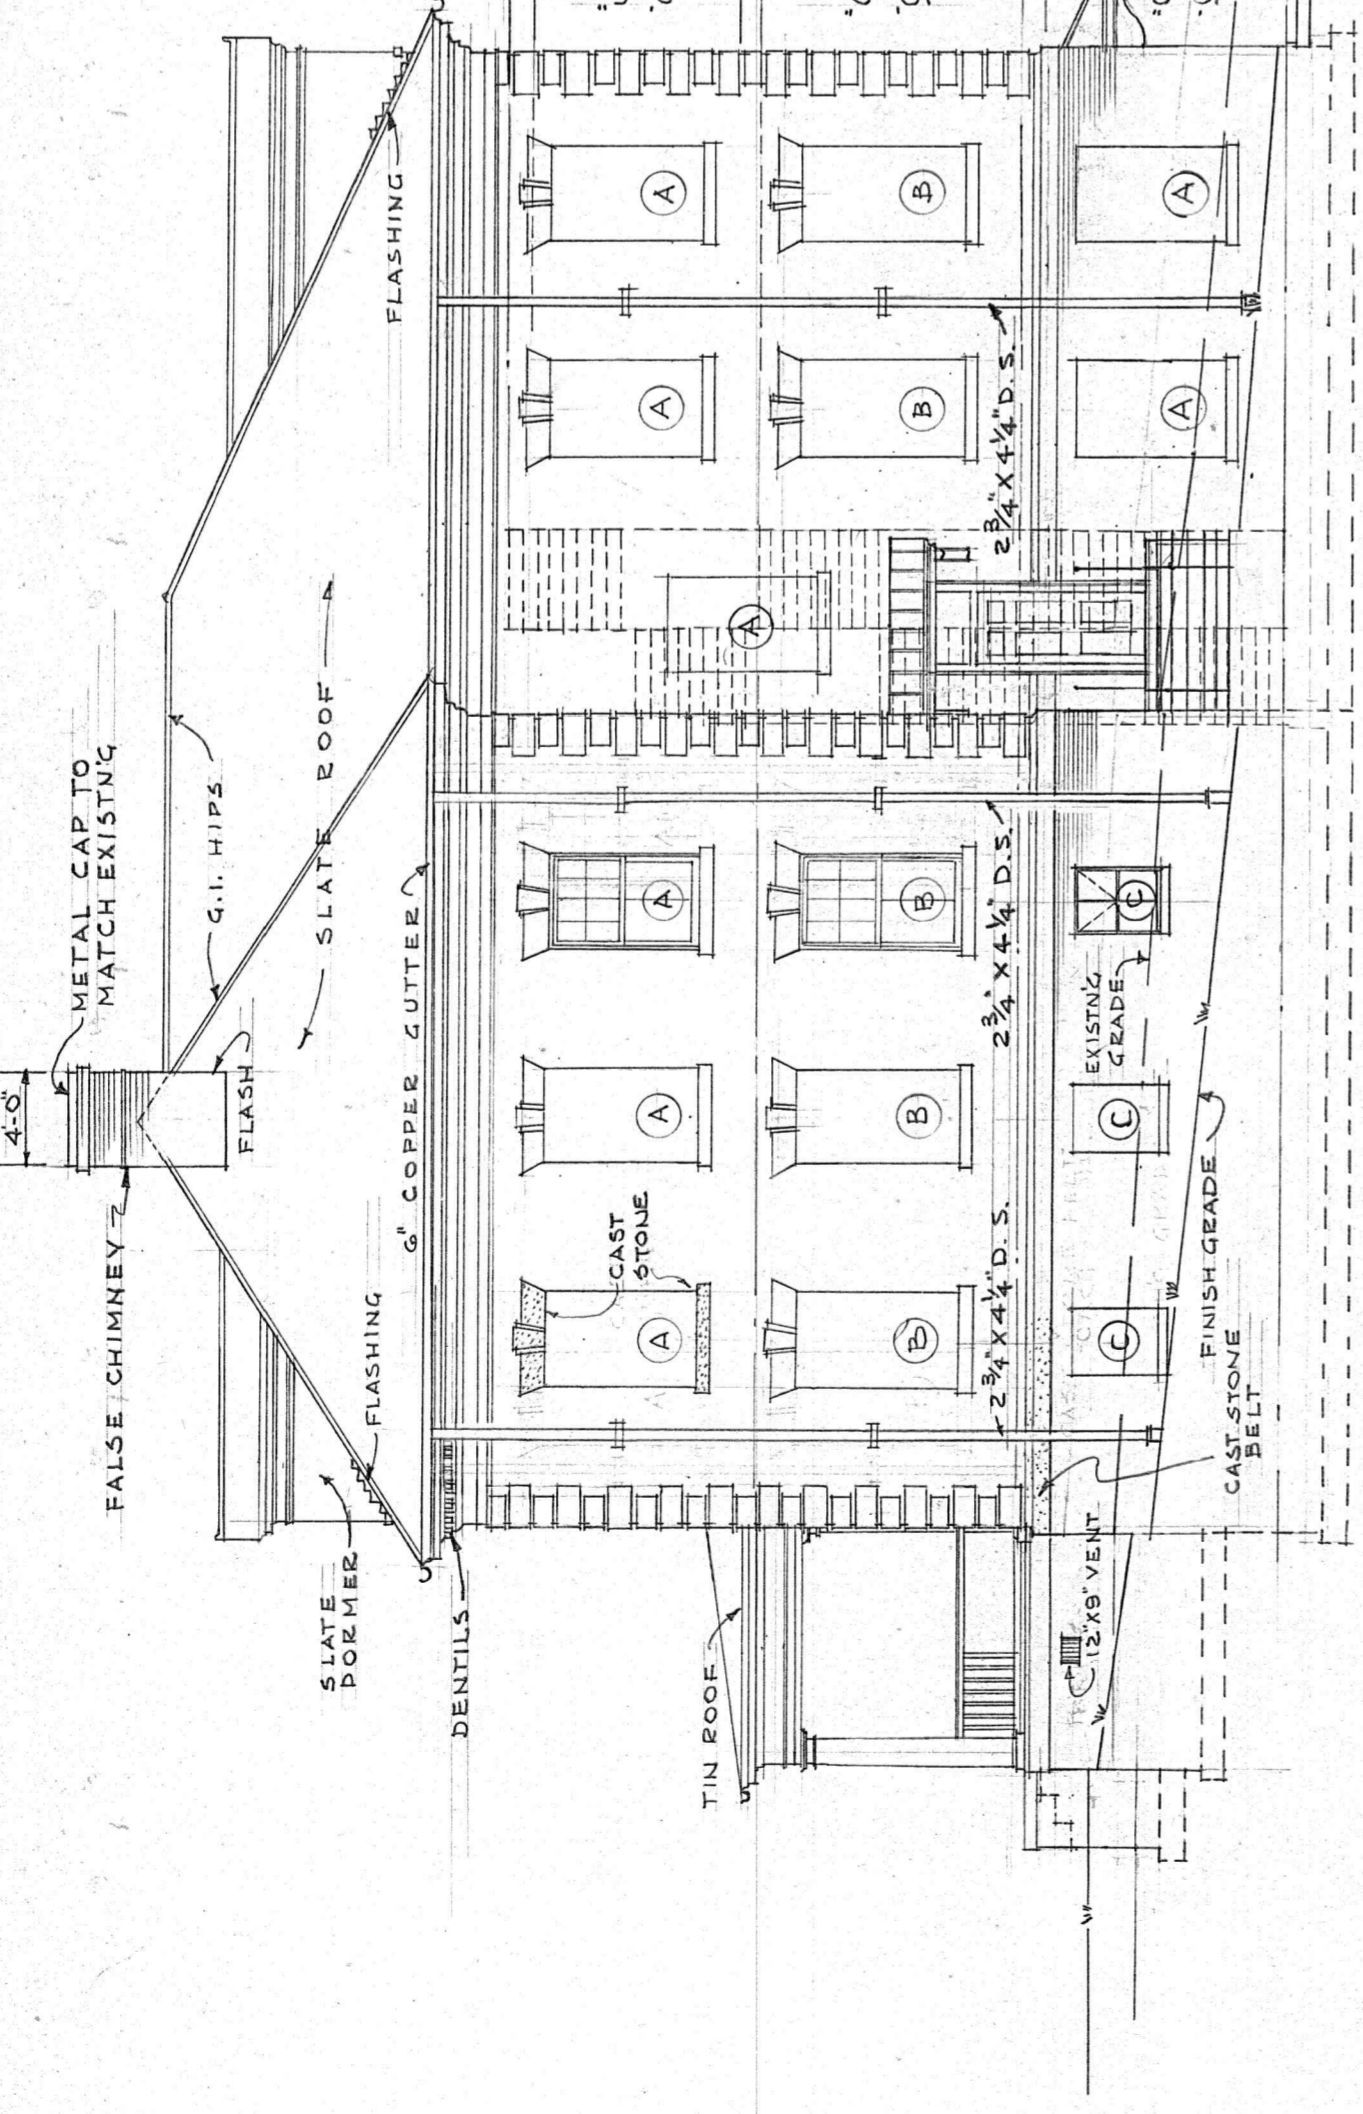 4'-0"
METAL CAP TO
MATCH EXIST'N'G
FALSE CHIMNEY
G.I. HIPS
FLASH
SLATE ROOF
SLATE
DORMER
FLASHING
FLASHING
6" COPPER GUTTER
DENTILS
CAST
STONE
A
A
A
A
A
A
TIN ROOF
B
B
B
B
B
2 3/4" X 4 1/4" D.S.
2 3/4" X 4 1/4" D.S.
2 3/4" X 4 1/4" D.S.
12"X9" VENT
C
C
C
A
A
EXIST'N'G
GRADE
FINISH GRADE
CAST STONE
BELT